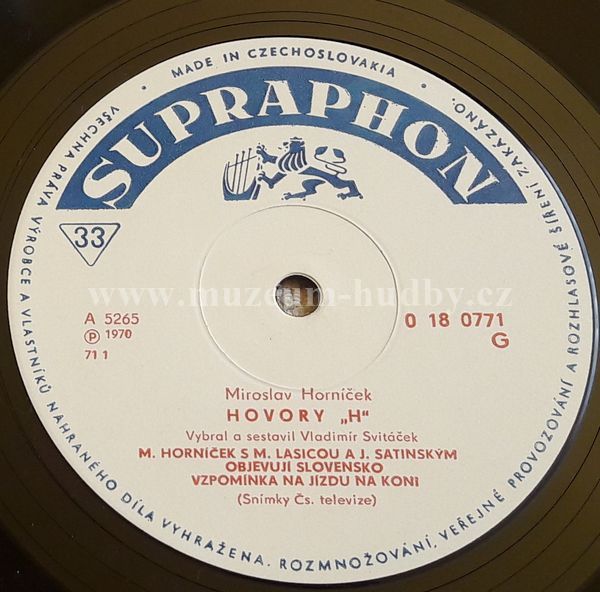 VŠECHNA PRÁVA VÝROBCE A VLASTNÍKŮ NAHRANÉHO DÍLA VYHRAŽENA. ROZMNOŽOVÁNÍ, VEŘEJNÉ PROVOZOVÁNÍ A ROZHLASOVÉ ŠÍŘENÍ ZAKÁZÁNO.
• MADE IN CZECHOSLOVAKIA •
SUPRAPHON
33
www.muzeum-hudby.cz
A 5265
Ⓟ 1970
71 1
0 18 0771
G
Miroslav Horníček
HOVORY „H"
Vybral a sestavil Vladimír Svitáček
M. HORNÍČEK S M. LASICOU A J. SATINSKÝM
OBJEVUJÍ SLOVENSKO
VZPOMÍNKA NA JÍZDU NA KONI
(Snímky Čs. televize)